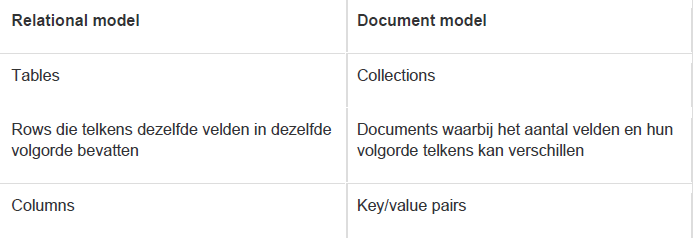 Relational model
Document model
Tables
Collections
Rows die telkens dezelfde velden in dezelfde
volgorde bevatten
Documents waarbij het aantal velden en hun
volgorde telkens kan verschillen
Columns
Key/value pairs